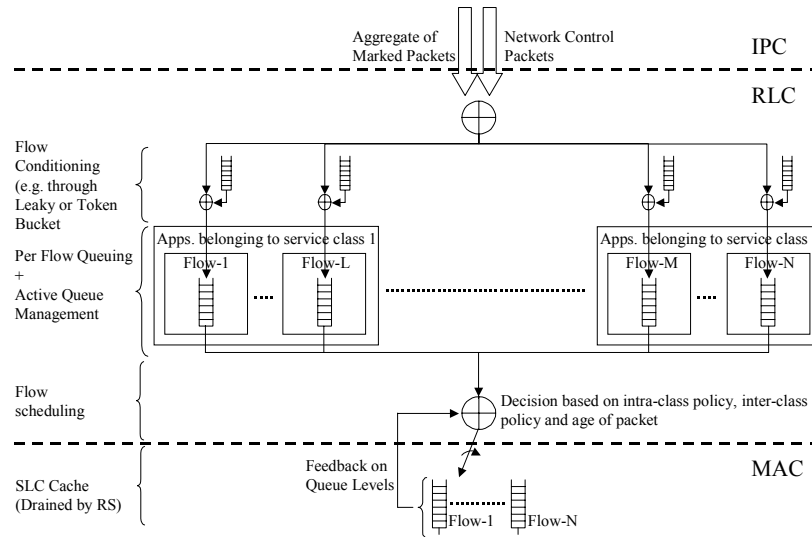 Aggregate of
Marked Packets
Network Control
Packets
IPC
RLC
Flow
Conditioning
(e.g. through
Leaky or Token
Bucket
Apps. belonging to service class 1
Apps. belonging to service class
Per Flow Queuing
+
Active Queue
Management
Flow-1
Flow-L
Flow-M
Flow-N
Flow
scheduling
Decision based on intra-class policy, inter-class
policy and age of packet
MAC
Feedback on
Queue Levels
SLC Cache
(Drained by RS)
Flow-1
Flow-N